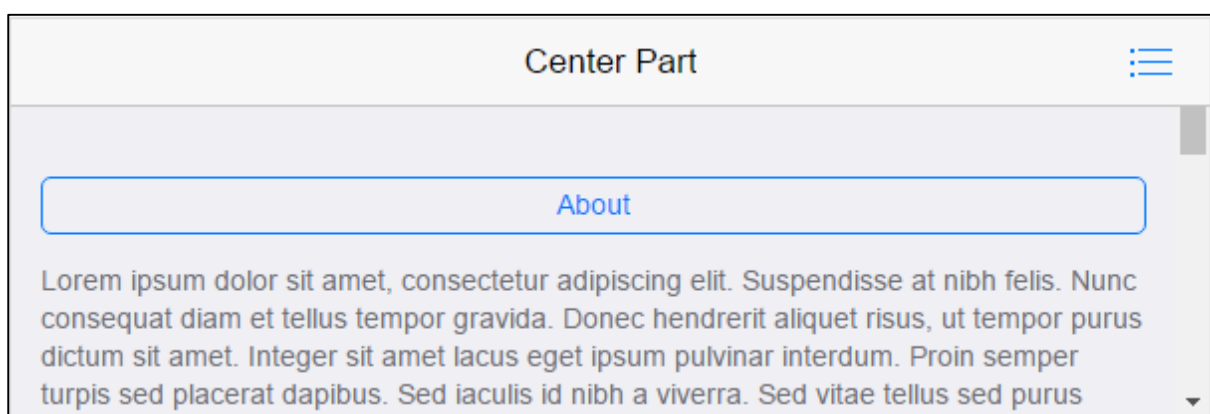 Center Part
About
Lorem ipsum dolor sit amet, consectetur adipiscing elit. Suspendisse at nibh felis. Nunc
consequat diam et tellus tempor gravida. Donec hendrerit aliquet risus, ut tempor purus
dictum sit amet. Integer sit amet lacus eget ipsum pulvinar interdum. Proin semper
turpis sed placerat dapibus. Sed iaculis id nibh a viverra. Sed vitae tellus sed purus